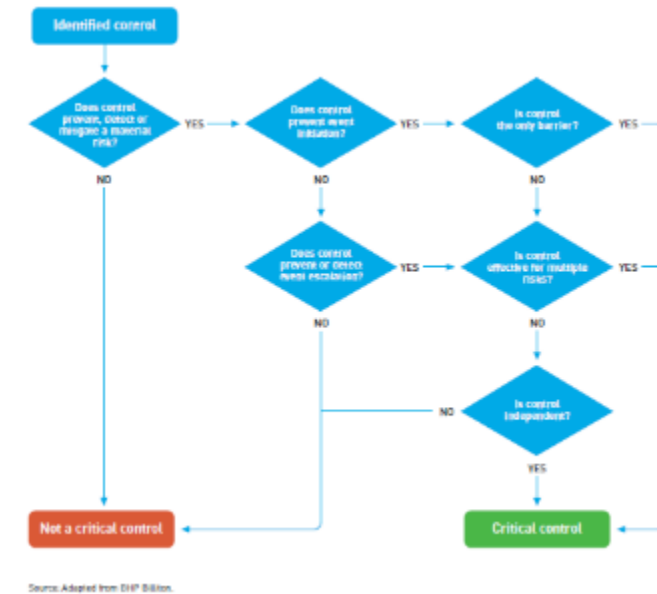 Identified control
Does control
prevent, detect or
mitigate a material
risk?
YES
Does control
prevent event
initiation?
YES
Is control
the only barrier?
YES
NO
NO
NO
Does control
prevent or detect
event escalation?
YES
Is control
effective for multiple
risks?
YES
NO
NO
Is control
independent?
NO
YES
Not a critical control
Critical control
Source: Adapted from BHP Billiton.